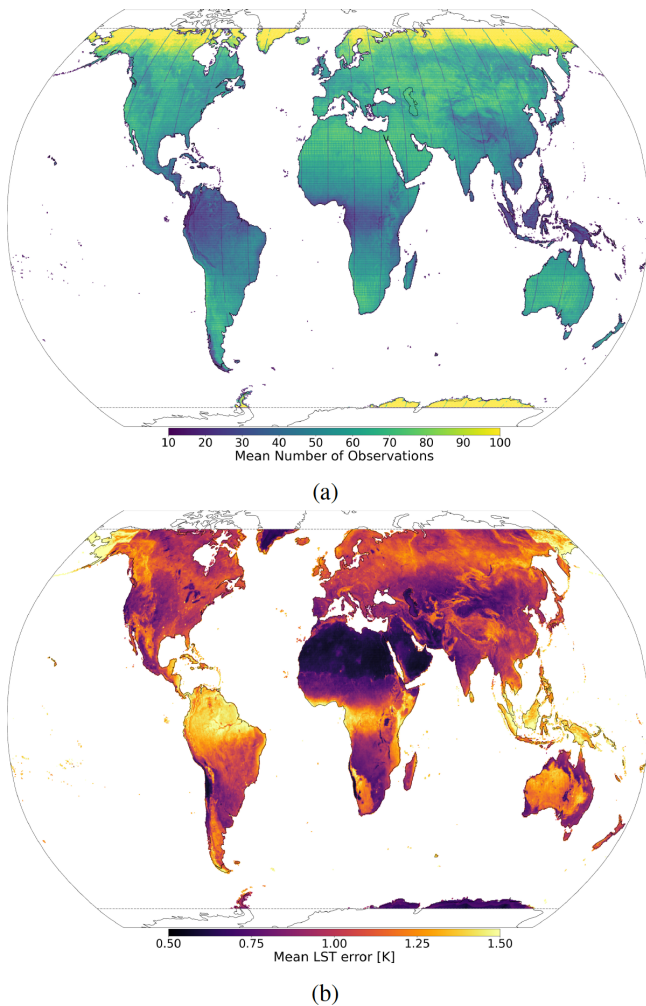 10 20 30 40 50 60 70 80 90 100
Mean Number of Observations
(a)
0.50 0.75 1.00 1.25 1.50
Mean LST error [K]
(b)